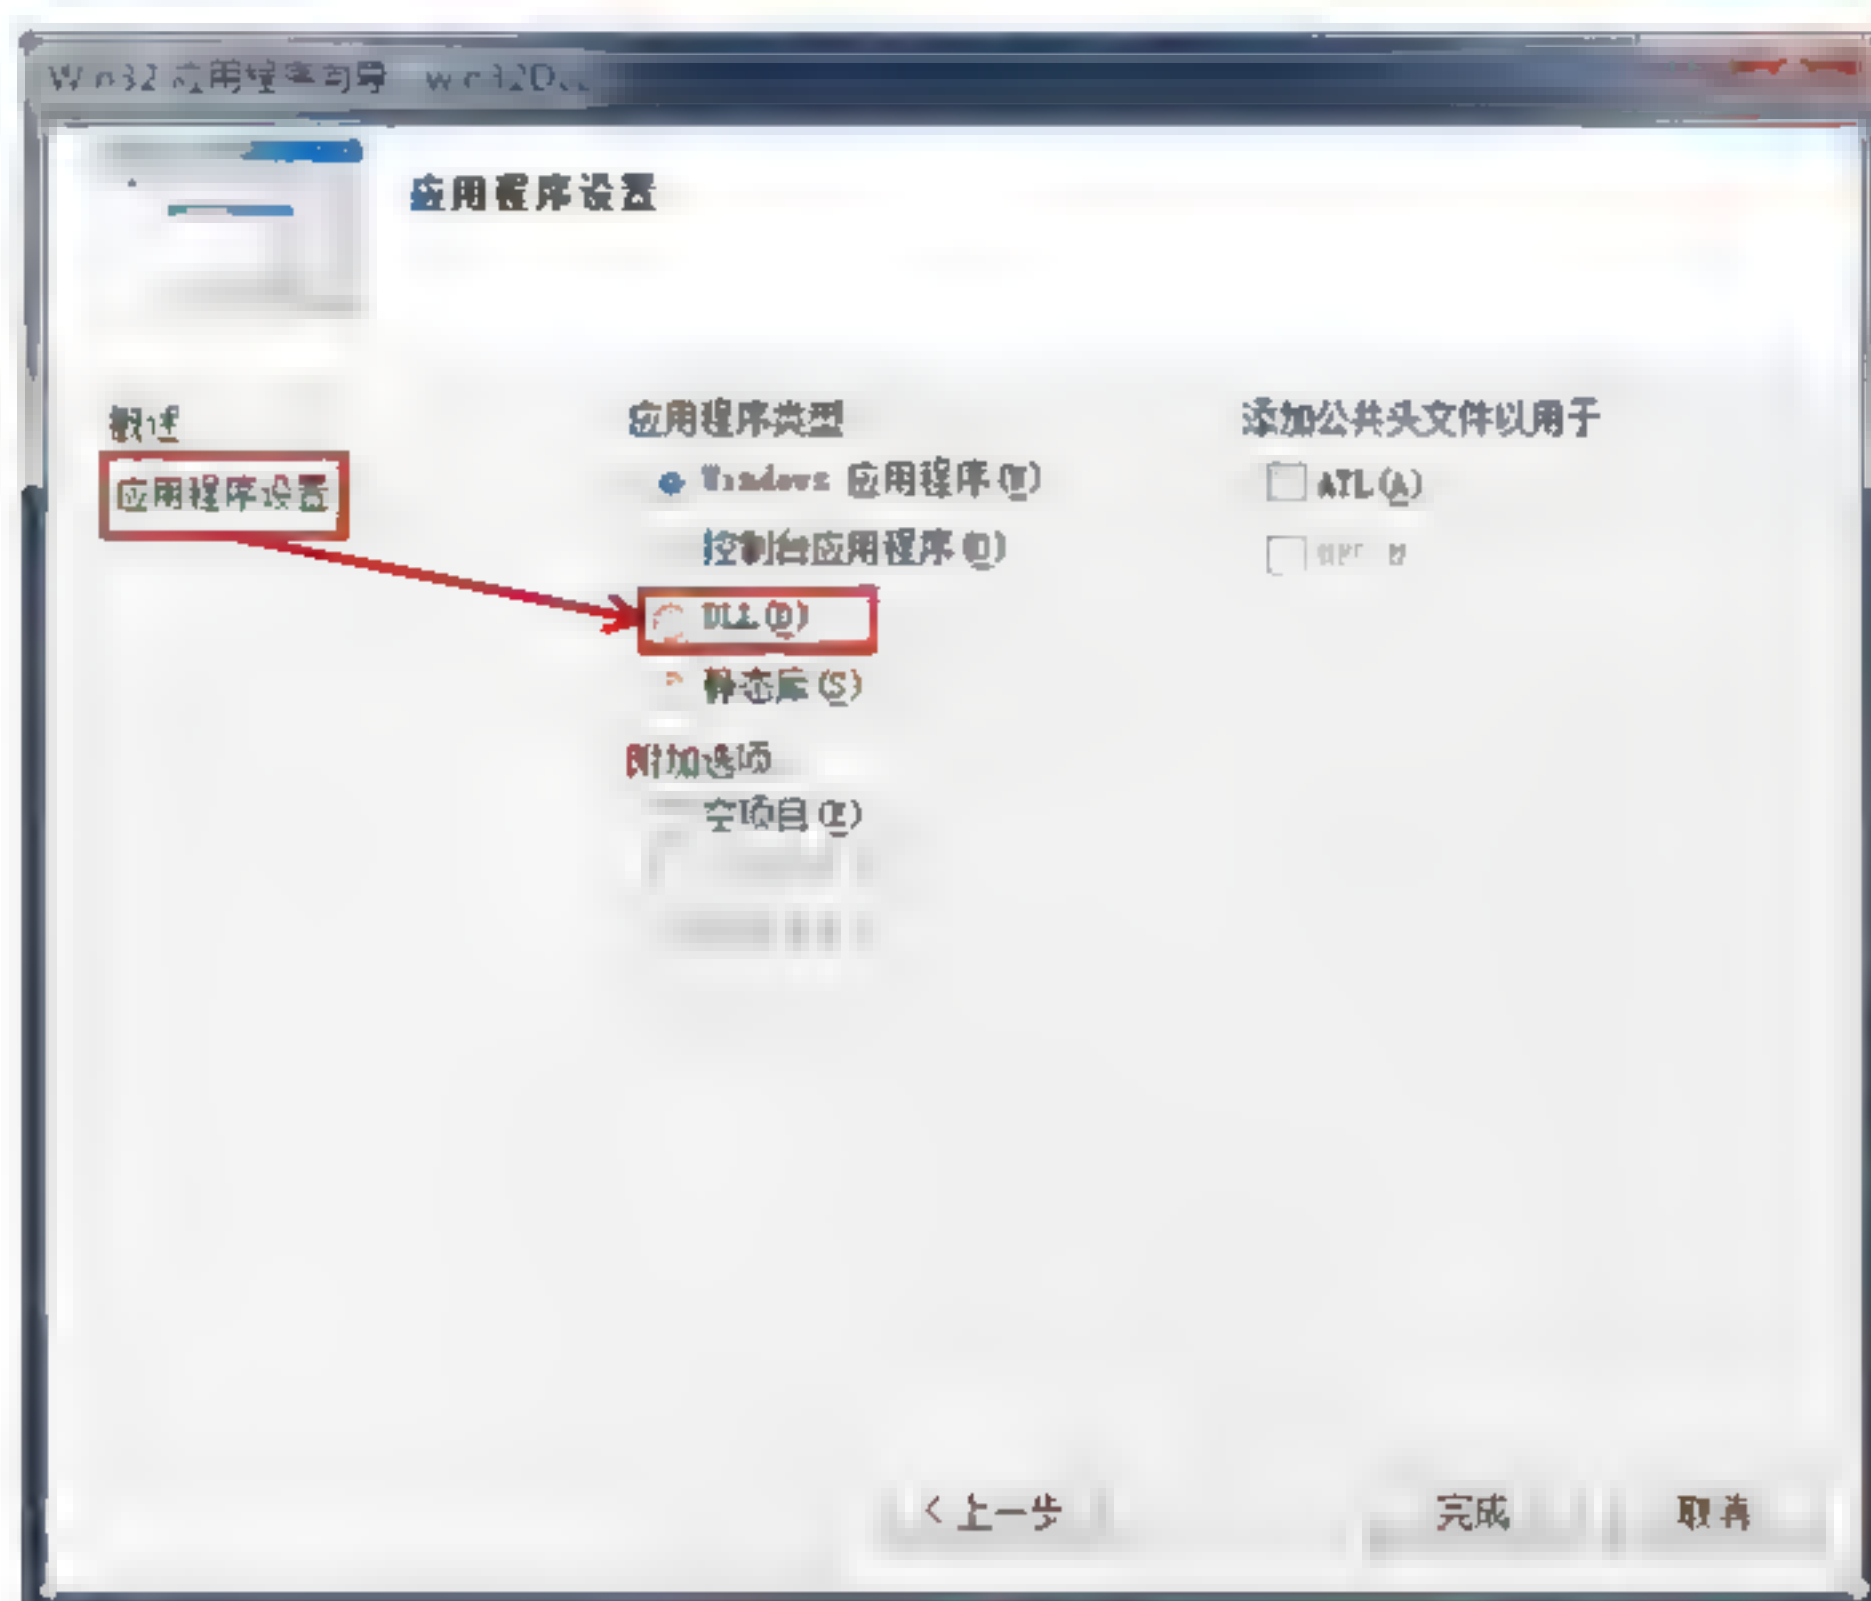 Win32 应用程序向导
应用程序设置
概述
应用程序设置
应用程序类型
Windows 应用程序(W)
控制台应用程序(O)
DLL(D)
静态库(S)
附加选项
空项目(E)
添加公共头文件以用于
ATL(A)
< 上一步
完成
取消